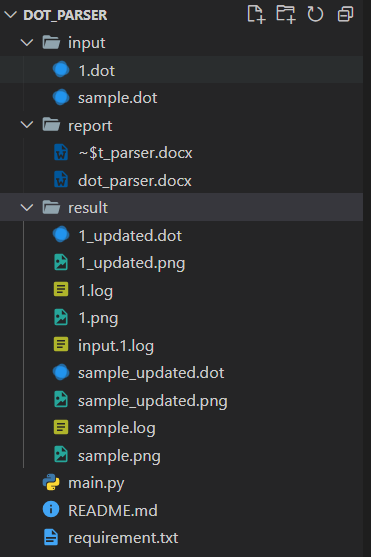 DOT_PARSER
input
1.dot
sample.dot
report
~$t_parser.docx
dot_parser.docx
result
1_updated.dot
1_updated.png
1.log
1.png
input.1.log
sample_updated.dot
sample_updated.png
sample.log
sample.png
main.py
README.md
requirement.txt